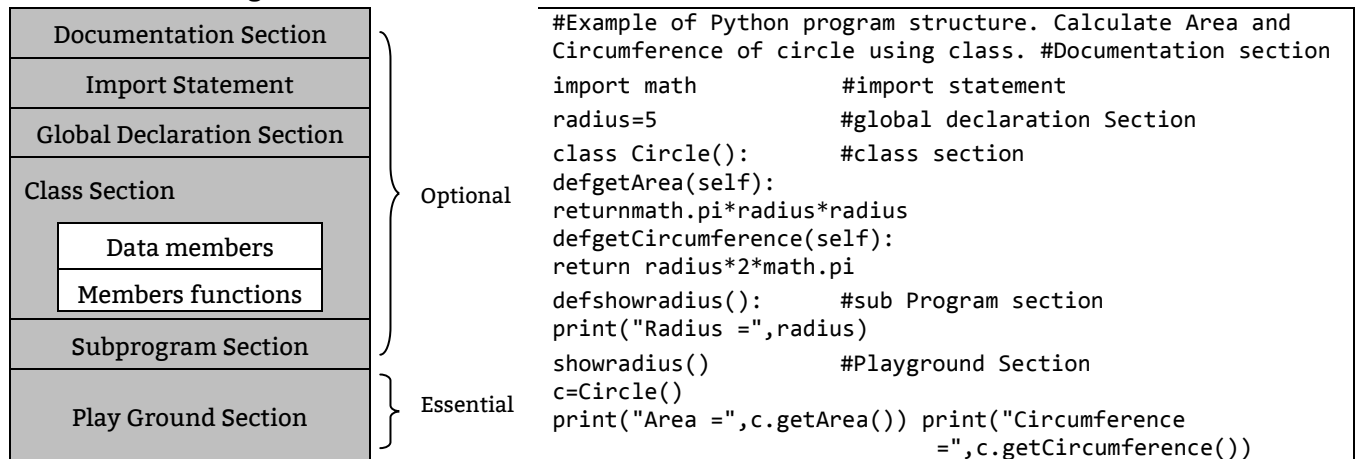 Documentation Section
Import Statement
Global Declaration Section
Class Section
Data members
Members functions
Subprogram Section
Play Ground Section
Optional
Essential
#Example of Python program structure. Calculate Area and
Circumference of circle using class. #Documentation section
import math #import statement
radius=5 #global declaration Section
class Circle(): #class section
defgetArea(self):
returnmath.pi*radius*radius
defgetCircumference(self):
return radius*2*math.pi
defshowradius(): #sub Program section
print("Radius =",radius)
showradius() #Playground Section
c=Circle()
print("Area =",c.getArea()) print("Circumference
=",c.getCircumference())